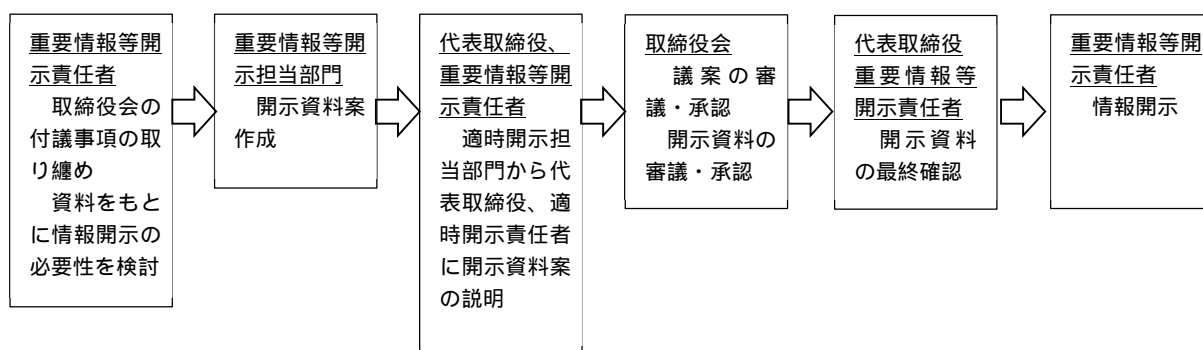 重要情報等開
示責任者
　取締役会の
付議事項の取
り纏め
　資料をもと
に情報開示の
必要性を検討
重要情報等開
示担当部門
　開示資料案
作成
代表取締役、
重要情報等開
示責任者
　適時開示担
当部門から代
表取締役、適
時開示責任者
に開示資料案
の説明
取締役会
　議案の審
議・承認
　開示資料の
審議・承認
代表取締役
重要情報等
開示責任者
　開示資料
の最終確認
重要情報等開
示責任者
　情報開示